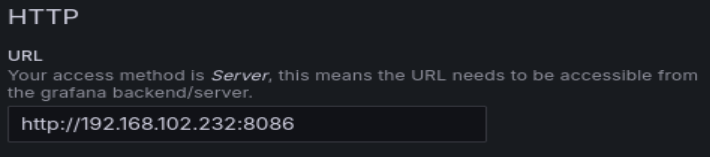 HTTP
URL
Your access method is Server, this means the URL needs to be accessible from
the grafana backend/server.
http://192.168.102.232:8086